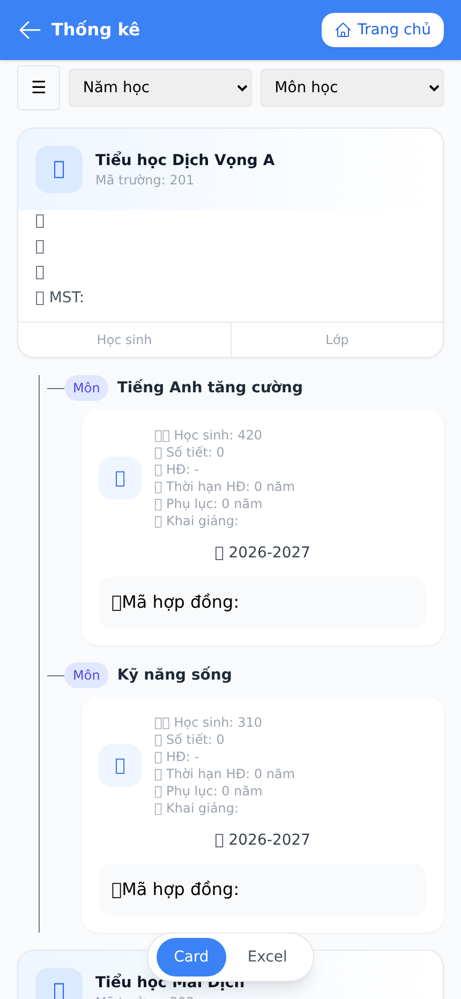 Thống kê
Trang chủ
Năm học
Môn học
Tiểu học Dịch Vọng A
Mã trường: 201
MST:
Học sinh
Lớp
Môn
Tiếng Anh tăng cường
Học sinh: 420
Số tiết: 0
HĐ: -
Thời hạn HĐ: 0 năm
Phụ lục: 0 năm
Khai giảng:
2026-2027
Mã hợp đồng:
Môn
Kỹ năng sống
Học sinh: 310
Số tiết: 0
HĐ: -
Thời hạn HĐ: 0 năm
Phụ lục: 0 năm
Khai giảng:
2026-2027
Mã hợp đồng:
Card
Excel
Tiểu học Mai Dịch